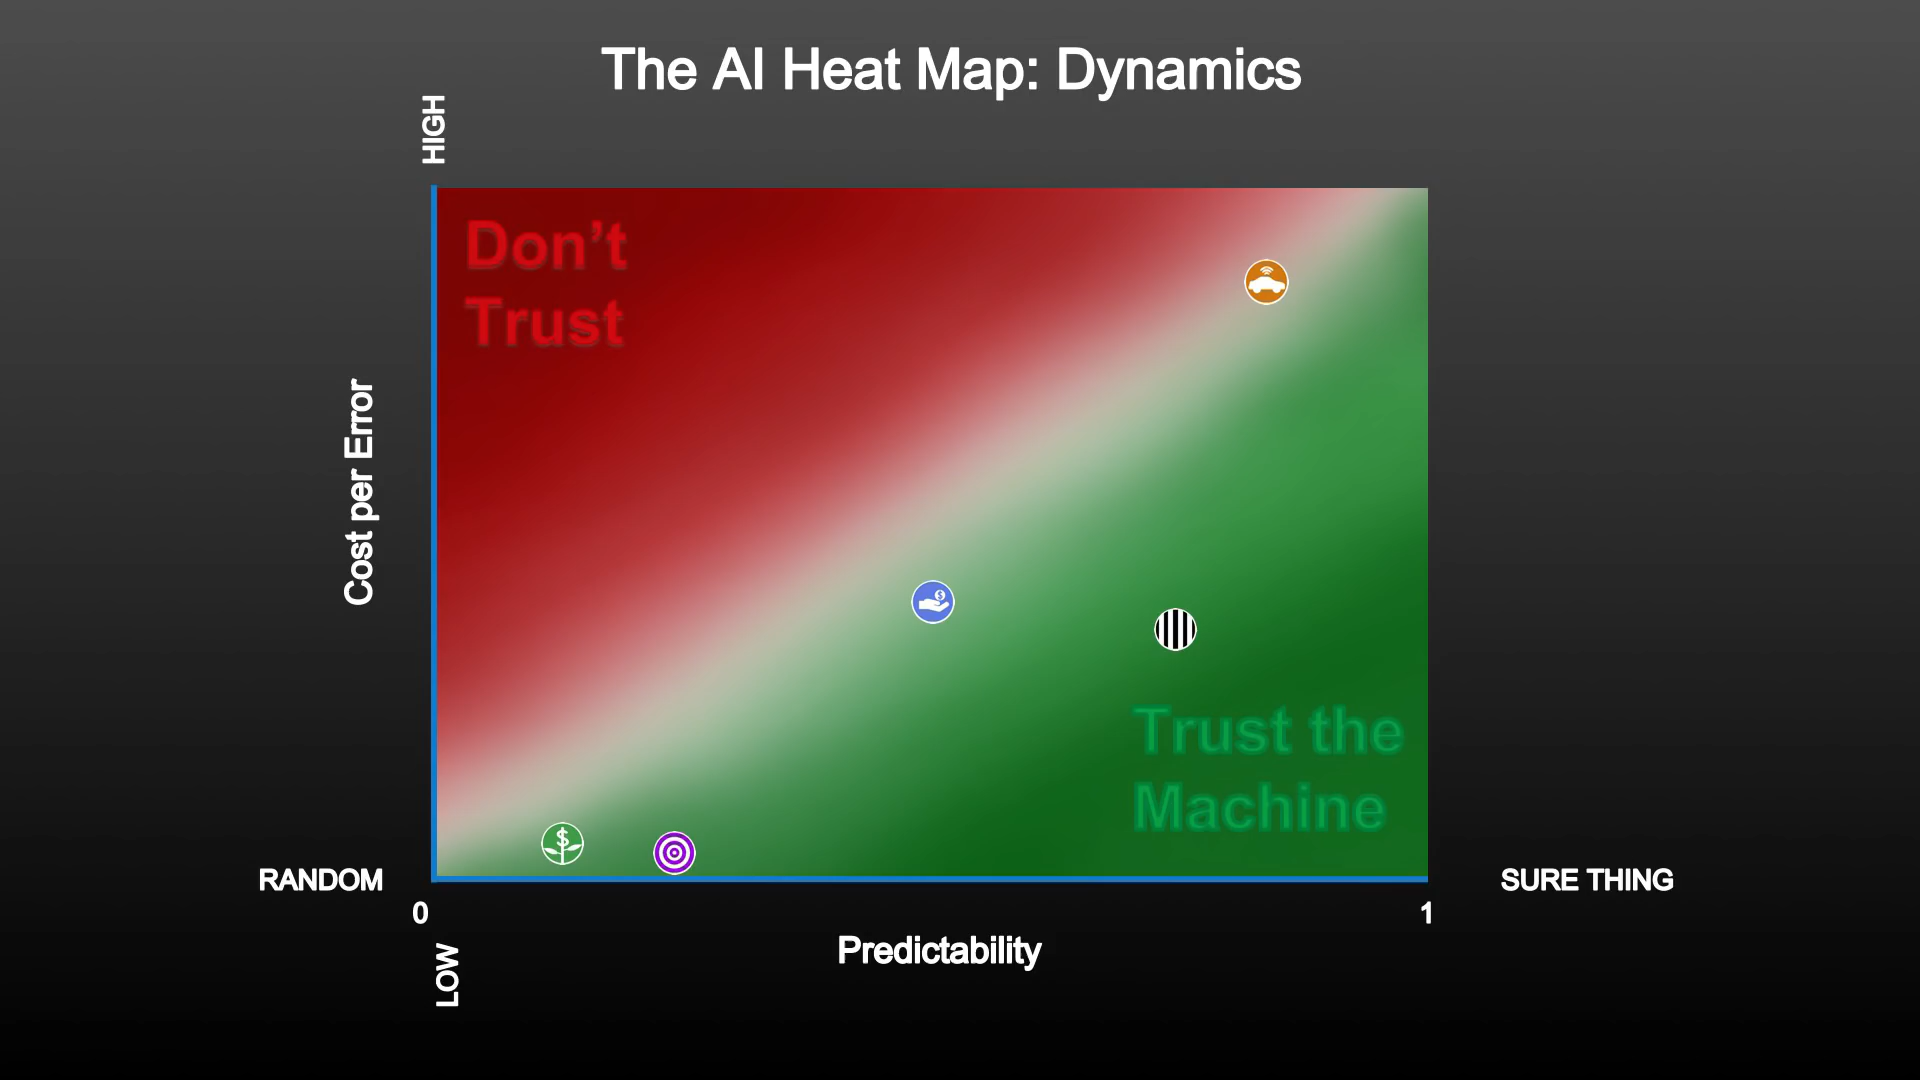 The AI Heat Map: Dynamics
HIGH
Don't
Trust
Cost per Error
$
$
Trust the
Machine
RANDOM
SURE THING
0
1
LOW
Predictability